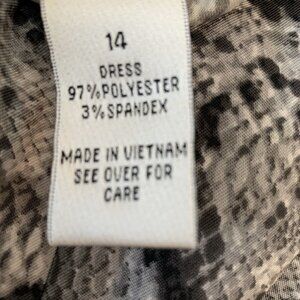 14
DRESS
97% POLYESTER
3% SPANDEX
MADE IN VIETNAM
SEE OVER FOR
CARE